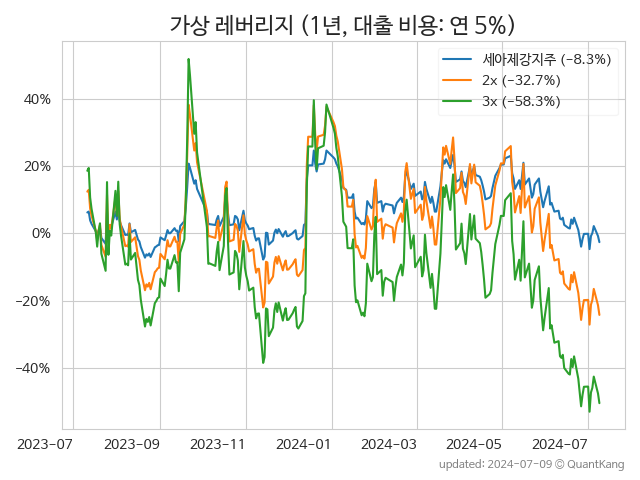 가상 레버리지 (1년, 대출 비용: 연 5%)
세아제강지주 (-8.3%)
2x (-32.7%)
3x (-58.3%)
40%
20%
0%
-20%
-40%
2023-07 2023-09 2023-11 2024-01 2024-03 2024-05 2024-07
updated: 2024-07-09 © QuantKang